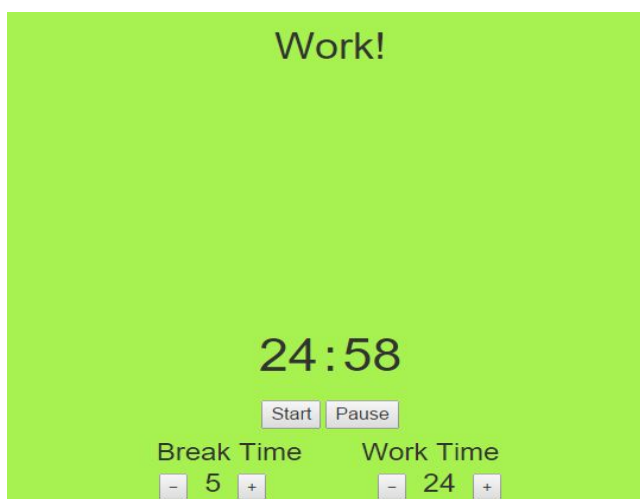 Work!
24:58
Start Pause
Break Time Work Time
- 5 + - 24 +